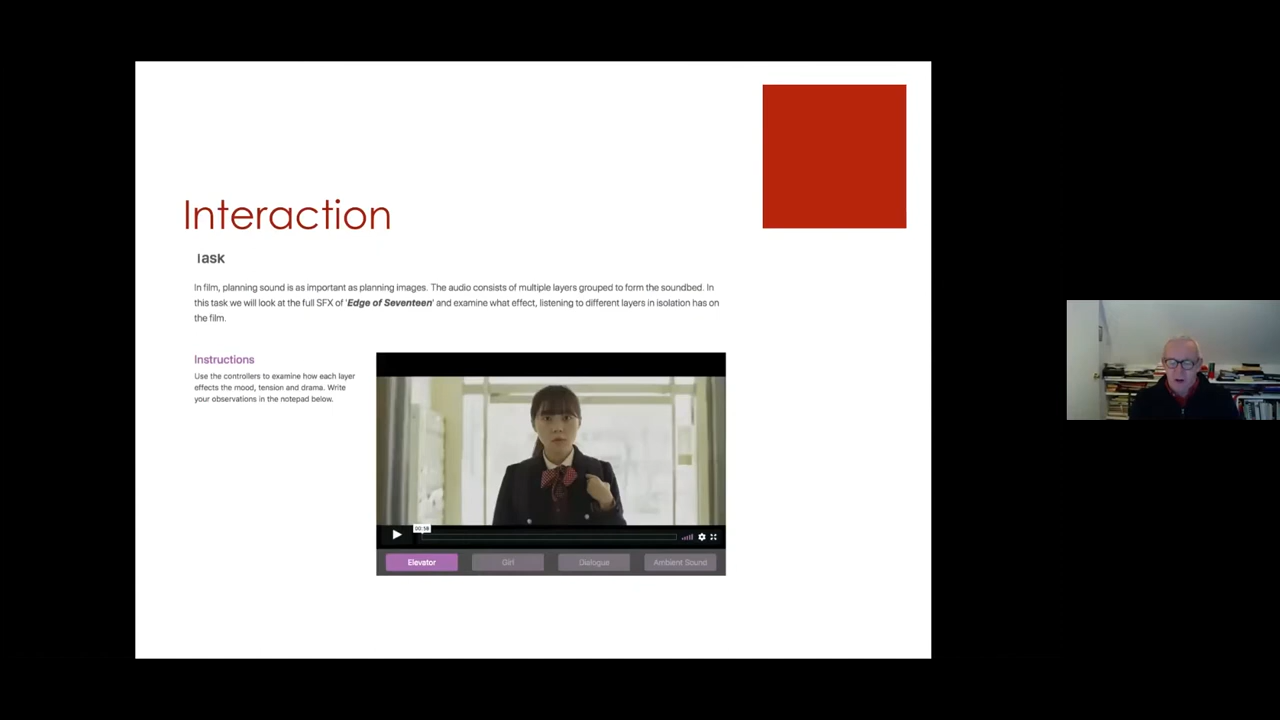 Interaction
Task
In film, planning sound is as important as planning images. The audio consists of multiple layers grouped to form the soundbed. In
this task we will look at the full SFX of 'Edge of Seventeen' and examine what effect, listening to different layers in isolation has on
the film.
Instructions
Use the controllers to examine how each layer
effects the mood, tension and drama. Write
your observations in the notepad below.
00:58
Elevator
Girl
Dialogue
Ambient Sound